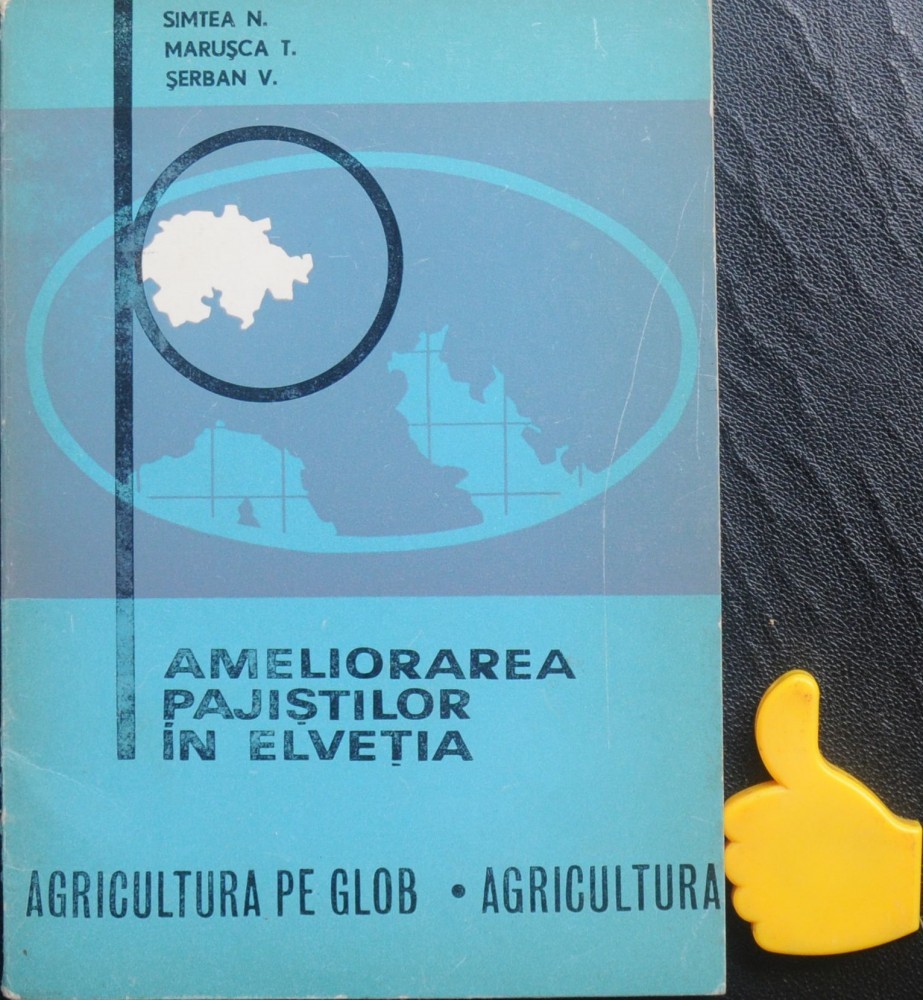 SIMTEA N.
MARUŞCA T.
ŞERBAN V.
AMELIORAREA
PAJIŞTILOR
ÎN ELVEŢIA
AGRICULTURA PE GLOB • AGRICULTURA